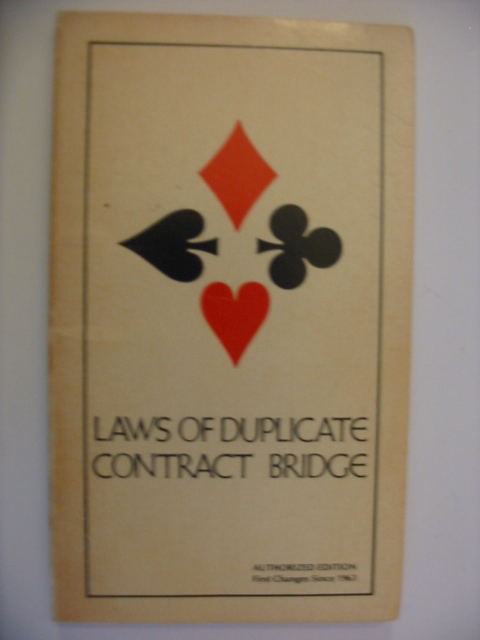 LAWS OF DUPLICATE
CONTRACT BRIDGE
AUTHORIZED EDITION
First Changes Since 1963